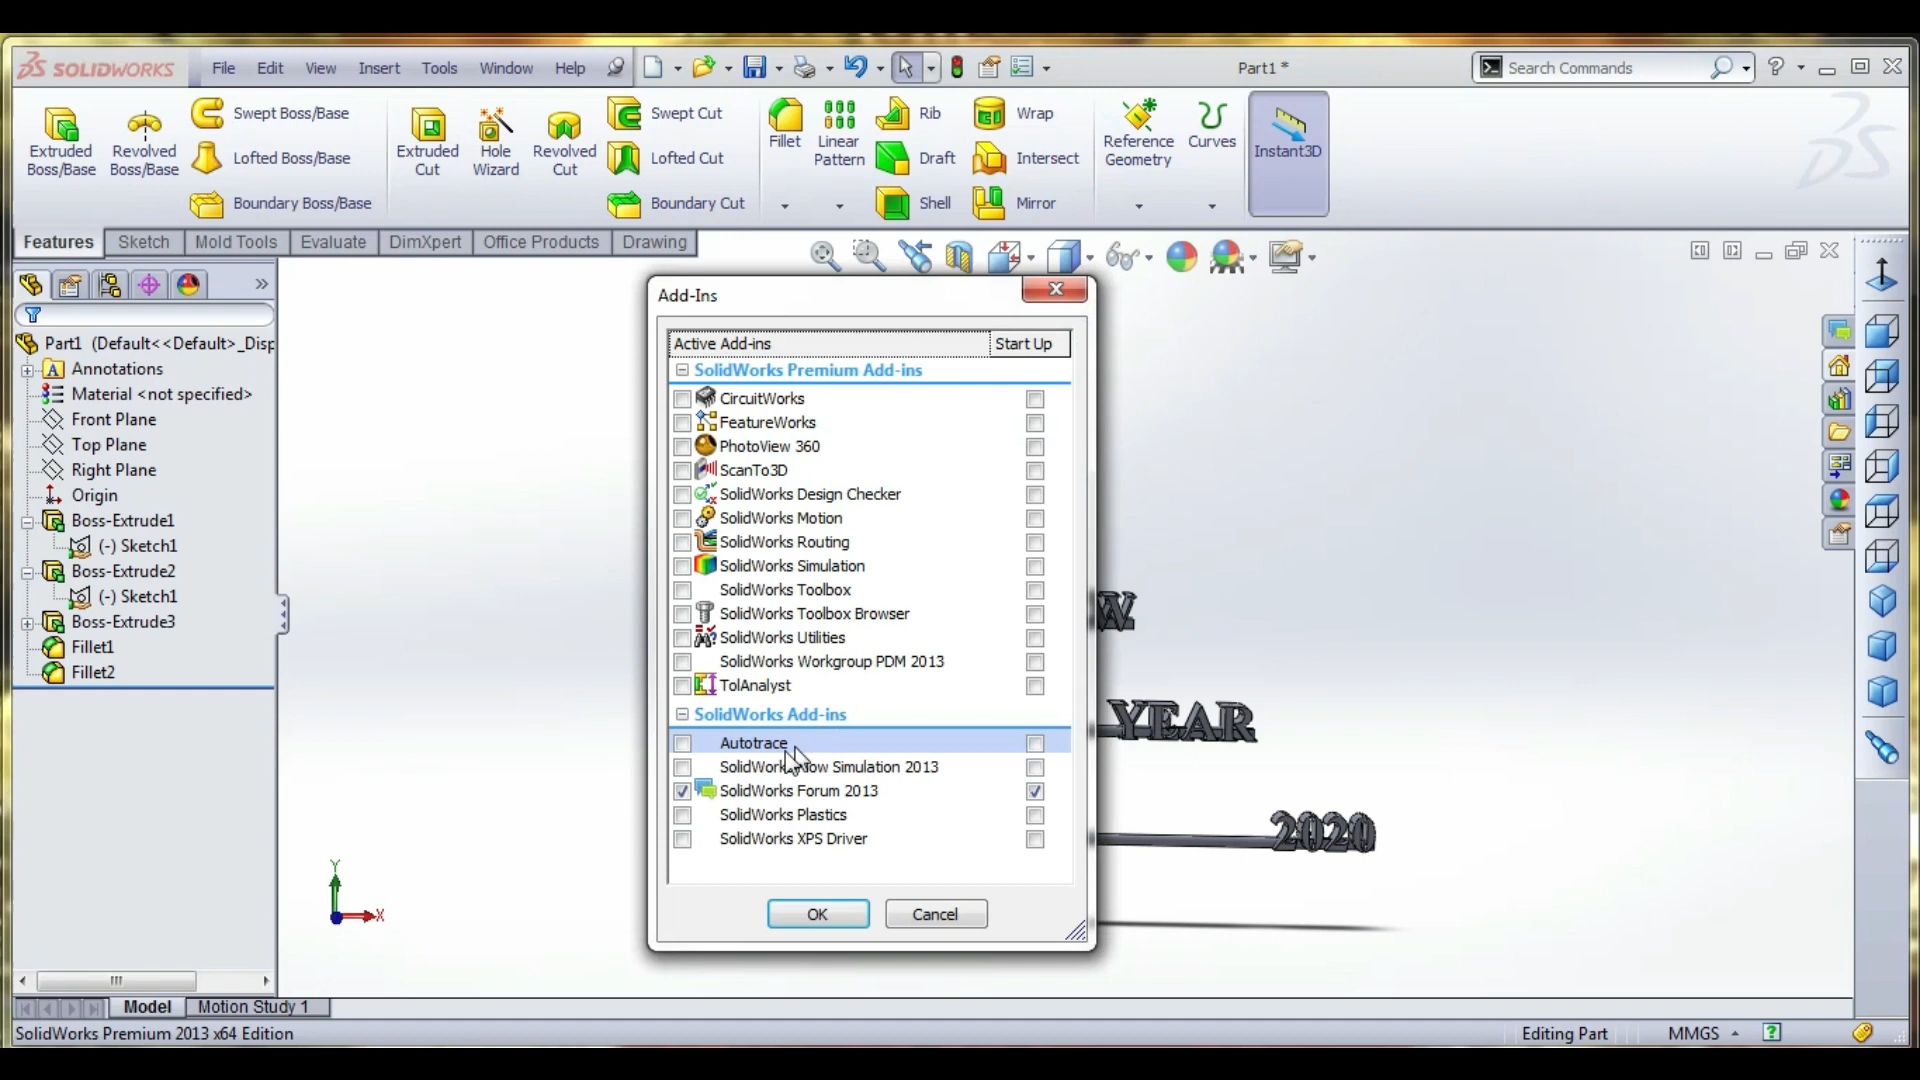 SOLIDWORKS File Edit View Insert Tools Window Help Part1 * Search Commands
Extruded Boss/Base
Revolved Boss/Base
Swept Boss/Base
Lofted Boss/Base
Boundary Boss/Base
Extruded Cut
Hole Wizard
Revolved Cut
Swept Cut
Lofted Cut
Boundary Cut
Fillet
Linear Pattern
Rib
Draft
Shell
Wrap
Intersect
Mirror
Reference Geometry
Curves
Instant3D
Features Sketch Mold Tools Evaluate DimXpert Office Products Drawing
Part1 (Default<<Default>_Disp
Annotations
Material <not specified>
Front Plane
Top Plane
Right Plane
Origin
Boss-Extrude1
(-) Sketch1
Boss-Extrude2
(-) Sketch1
Boss-Extrude3
Fillet1
Fillet2
Add-Ins
Active Add-ins Start Up
SolidWorks Premium Add-ins
CircuitWorks
FeatureWorks
PhotoView 360
ScanTo3D
SolidWorks Design Checker
SolidWorks Motion
SolidWorks Routing
SolidWorks Simulation
SolidWorks Toolbox
SolidWorks Toolbox Browser
SolidWorks Utilities
SolidWorks Workgroup PDM 2013
TolAnalyst
SolidWorks Add-ins
Autotrace
Simulation 2013
SolidWorks Forum 2013
SolidWorks Plastics
SolidWorks XPS Driver
OK Cancel
W
YEAR
2020
Y
X
Model Motion Study 1
SolidWorks Premium 2013 x64 Edition Editing Part MMGS